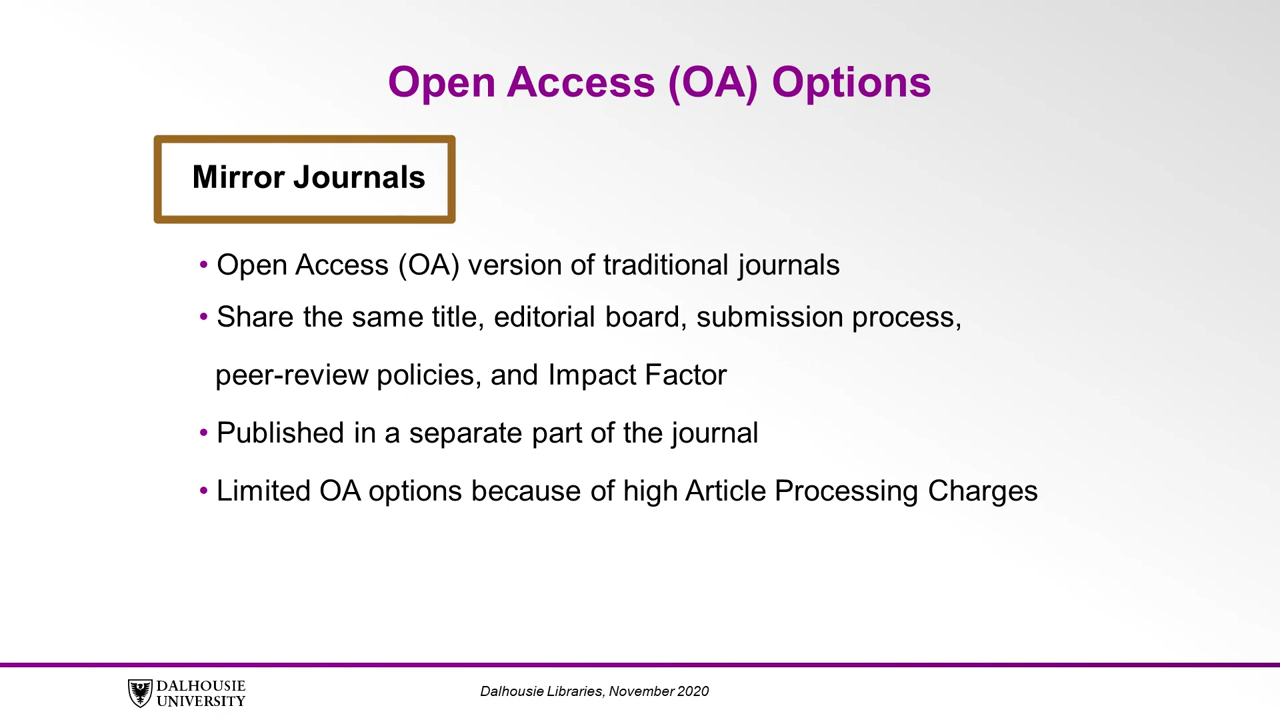 Open Access (OA) Options
Mirror Journals
• Open Access (OA) version of traditional journals
• Share the same title, editorial board, submission process,
peer-review policies, and Impact Factor
• Published in a separate part of the journal
• Limited OA options because of high Article Processing Charges
DALHOUSIE
UNIVERSITY
Dalhousie Libraries, November 2020